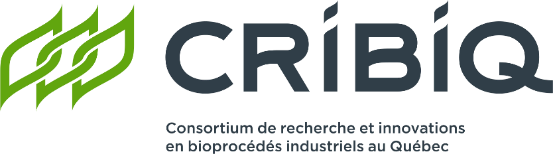 CRIBIQ
Consortium de recherche et innovations
en bioprocédés industriels au Québec